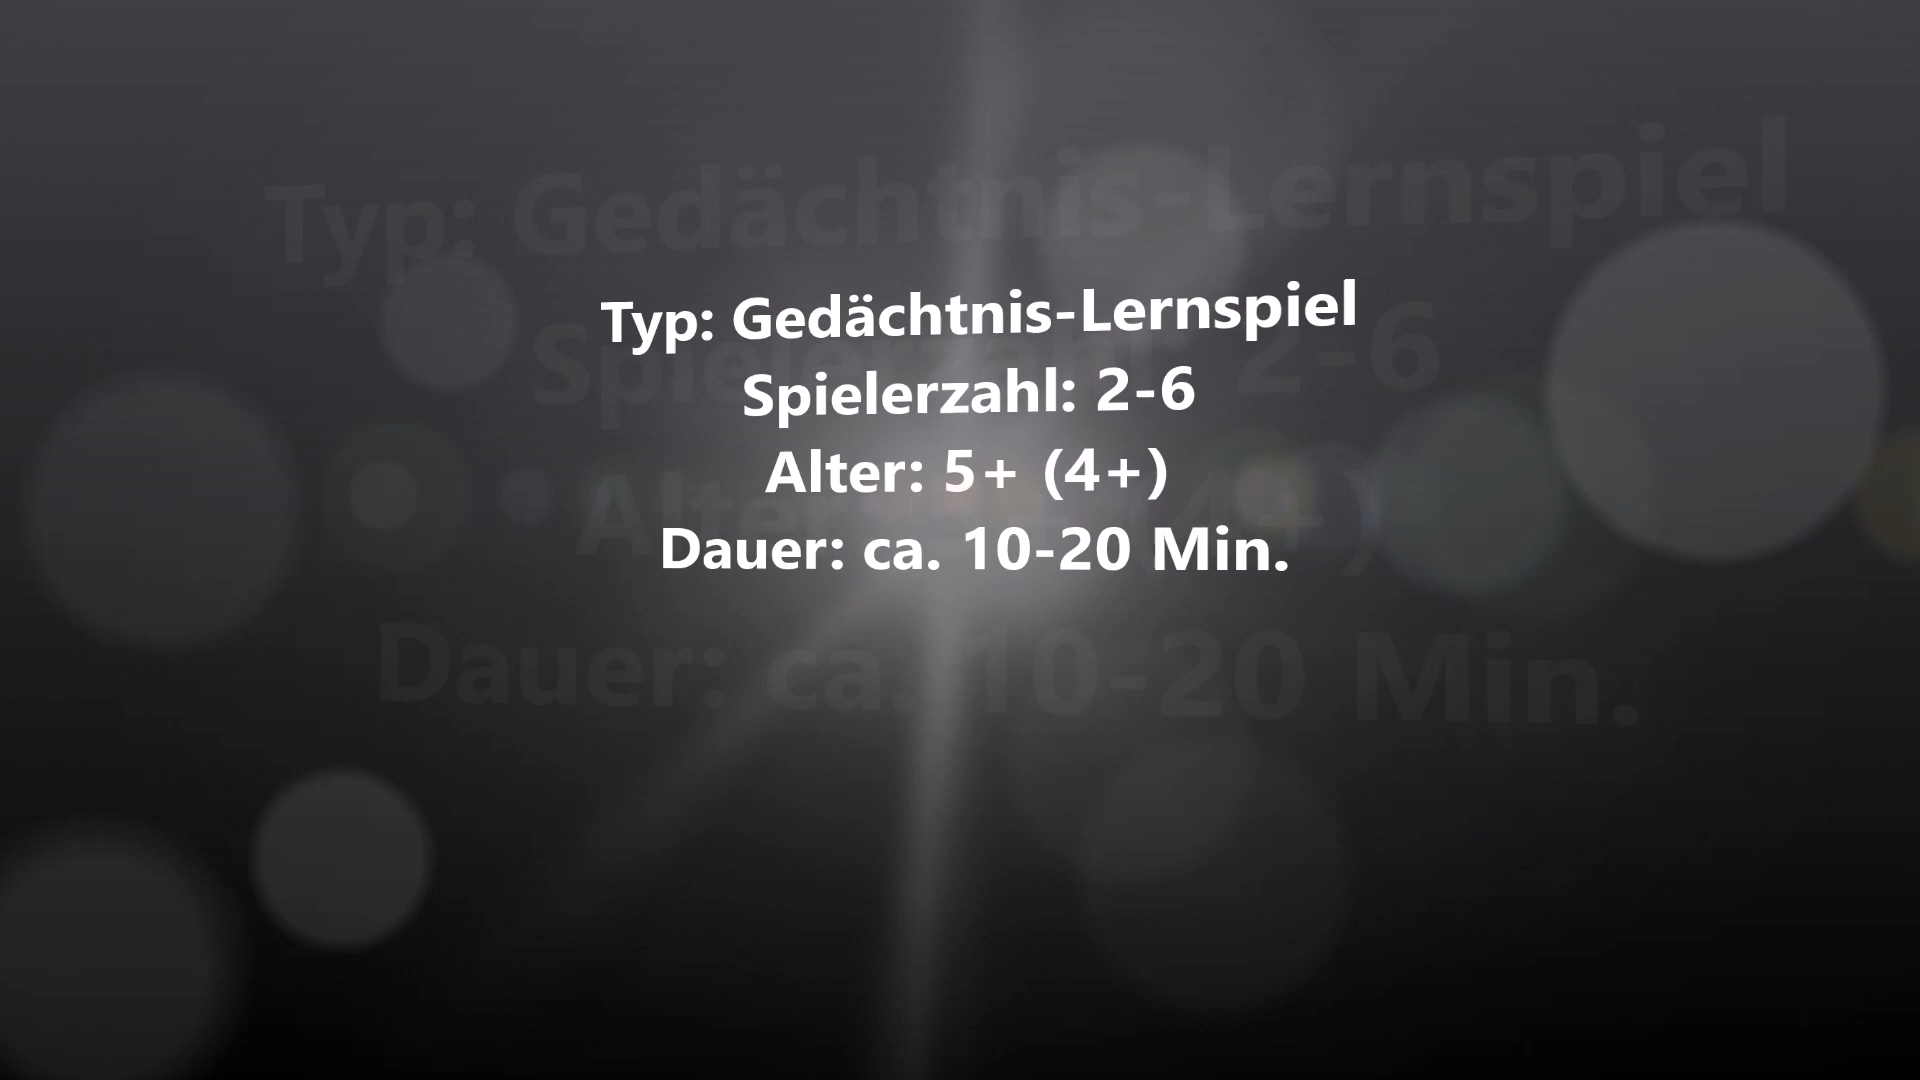 Typ: Gedächtnis-Lernspiel
Spielerzahl: 2-6
Alter: 5+ (4+)
Dauer: ca. 10-20 Min.